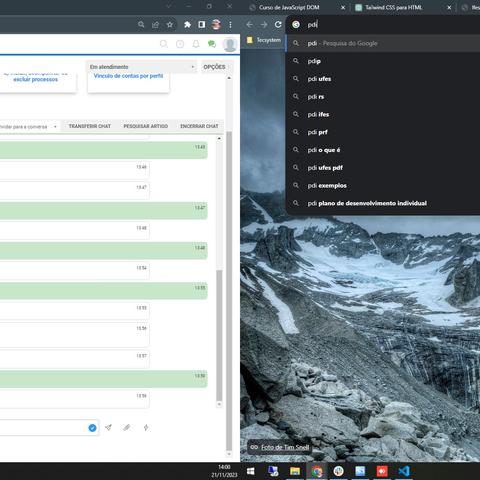 Em atendimento
OPÇÕES
excluir processos
Vínculo de contas por perfil
nvidar para a conversa
TRANSFERIR CHAT
PESQUISAR ARTIGO
ENCERRAR CHAT
13:43
13:46
13:47
13:47
13:48
13:48
13:54
13:55
13:55
13:56
13:57
13:59
14:00
21/11/2023
Curso de JavaScript DOM
Tailwind CSS para HTML
pdi
Tecsystem
pdi - Pesquisa do Google
pdip
pdi ufes
pdi rs
pdi ifes
pdi prf
pdi o que é
pdi ufes pdf
pdi exemplos
pdi plano de desenvolvimento individual
Foto de Tim Snell